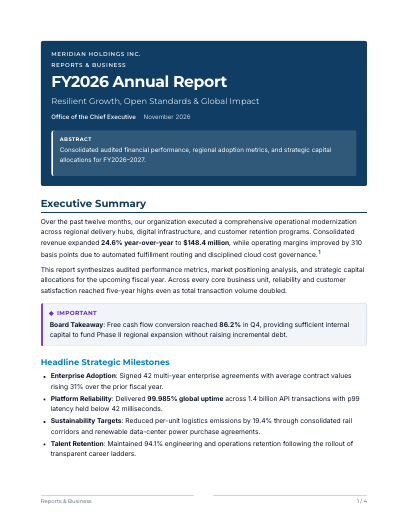 MERIDIAN HOLDINGS INC.
REPORTS & BUSINESS
FY2026 Annual Report
Resilient Growth, Open Standards & Global Impact
Office of the Chief Executive November 2026
ABSTRACT
Consolidated audited financial performance, regional adoption metrics, and strategic capital
allocations for FY2026–2027.
Executive Summary
Over the past twelve months, our organization executed a comprehensive operational modernization
across regional delivery hubs, digital infrastructure, and customer retention programs. Consolidated
revenue expanded 24.6% year-over-year to $148.4 million, while operating margins improved by 310
basis points due to automated fulfillment routing and disciplined cloud cost governance.1
This report synthesizes audited performance metrics, market positioning analysis, and strategic capital
allocations for the upcoming fiscal year. Across every core business unit, reliability and customer
satisfaction reached five-year highs even as total transaction volume doubled.
◆ IMPORTANT
Board Takeaway: Free cash flow conversion reached 86.2% in Q4, providing sufficient internal
capital to fund Phase II regional expansion without raising incremental debt.
Headline Strategic Milestones
• Enterprise Adoption: Signed 42 multi-year enterprise agreements with average contract values
rising 31% over the prior fiscal year.
• Platform Reliability: Delivered 99.985% global uptime across 1.4 billion API transactions with p99
latency held below 42 milliseconds.
• Sustainability Targets: Reduced per-unit logistics emissions by 19.4% through consolidated rail
corridors and renewable data-center power purchase agreements.
• Talent Retention: Maintained 94.1% engineering and operations retention following the rollout of
transparent career ladders.
Reports & Business
1 / 4